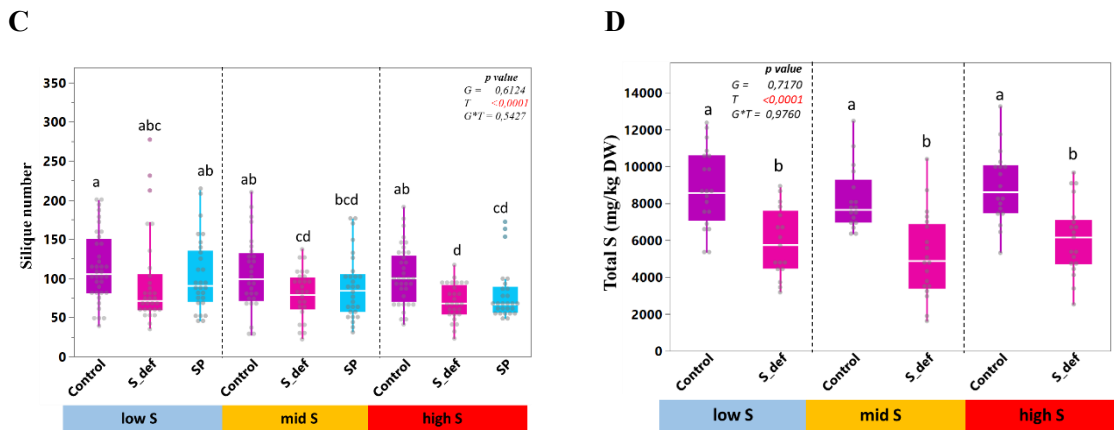 C
Silique number
350
300
250
200
150
100
50
0
p value
G = 0,6124
T <0,0001
G*T = 0,5427
a
abc
ab
ab
cd
bcd
ab
d
cd
Control
S_def
SP
Control
S_def
SP
Control
S_def
SP
low S
mid S
high S
D
Total S (mg/kg DW)
14000
12000
10000
8000
6000
4000
2000
0
p value
G = 0,7170
T <0,0001
G*T = 0,9760
a
b
a
b
a
b
Control
S_def
Control
S_def
Control
S_def
low S
mid S
high S